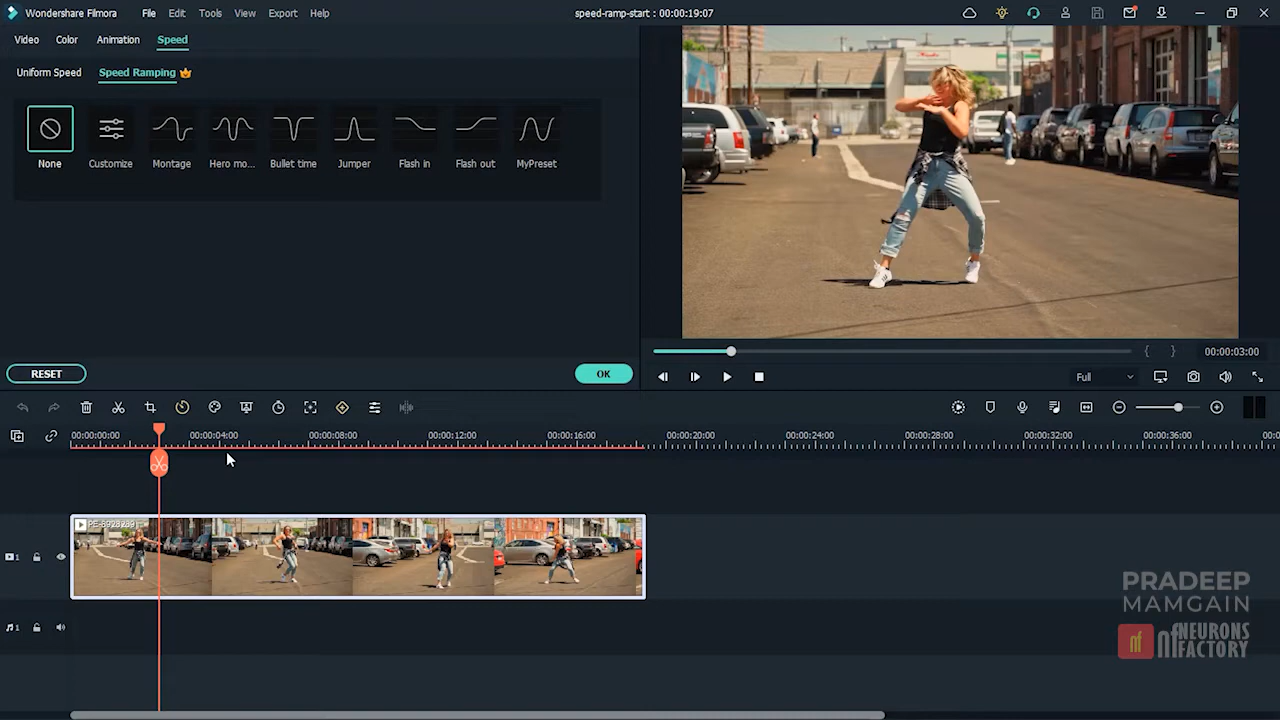 Wondershare Filmora File Edit Tools View Export Help speed-ramp-start : 00:00:19:07
Video Color Animation Speed
Uniform Speed Speed Ramping
None Customize Montage Hero mo... Bullet time Jumper Flash in Flash out MyPreset
RESET OK
{ } 00:00:03:00
Full
00:00:00:00 00:00:04:00 00:00:08:00 00:00:12:00 00:00:16:00 00:00:20:00 00:00:24:00 00:00:28:00 00:00:32:00 00:00:36:00
1
1
PRADEEP
MAMGAIN
nf nf NEURONS
FACTORY